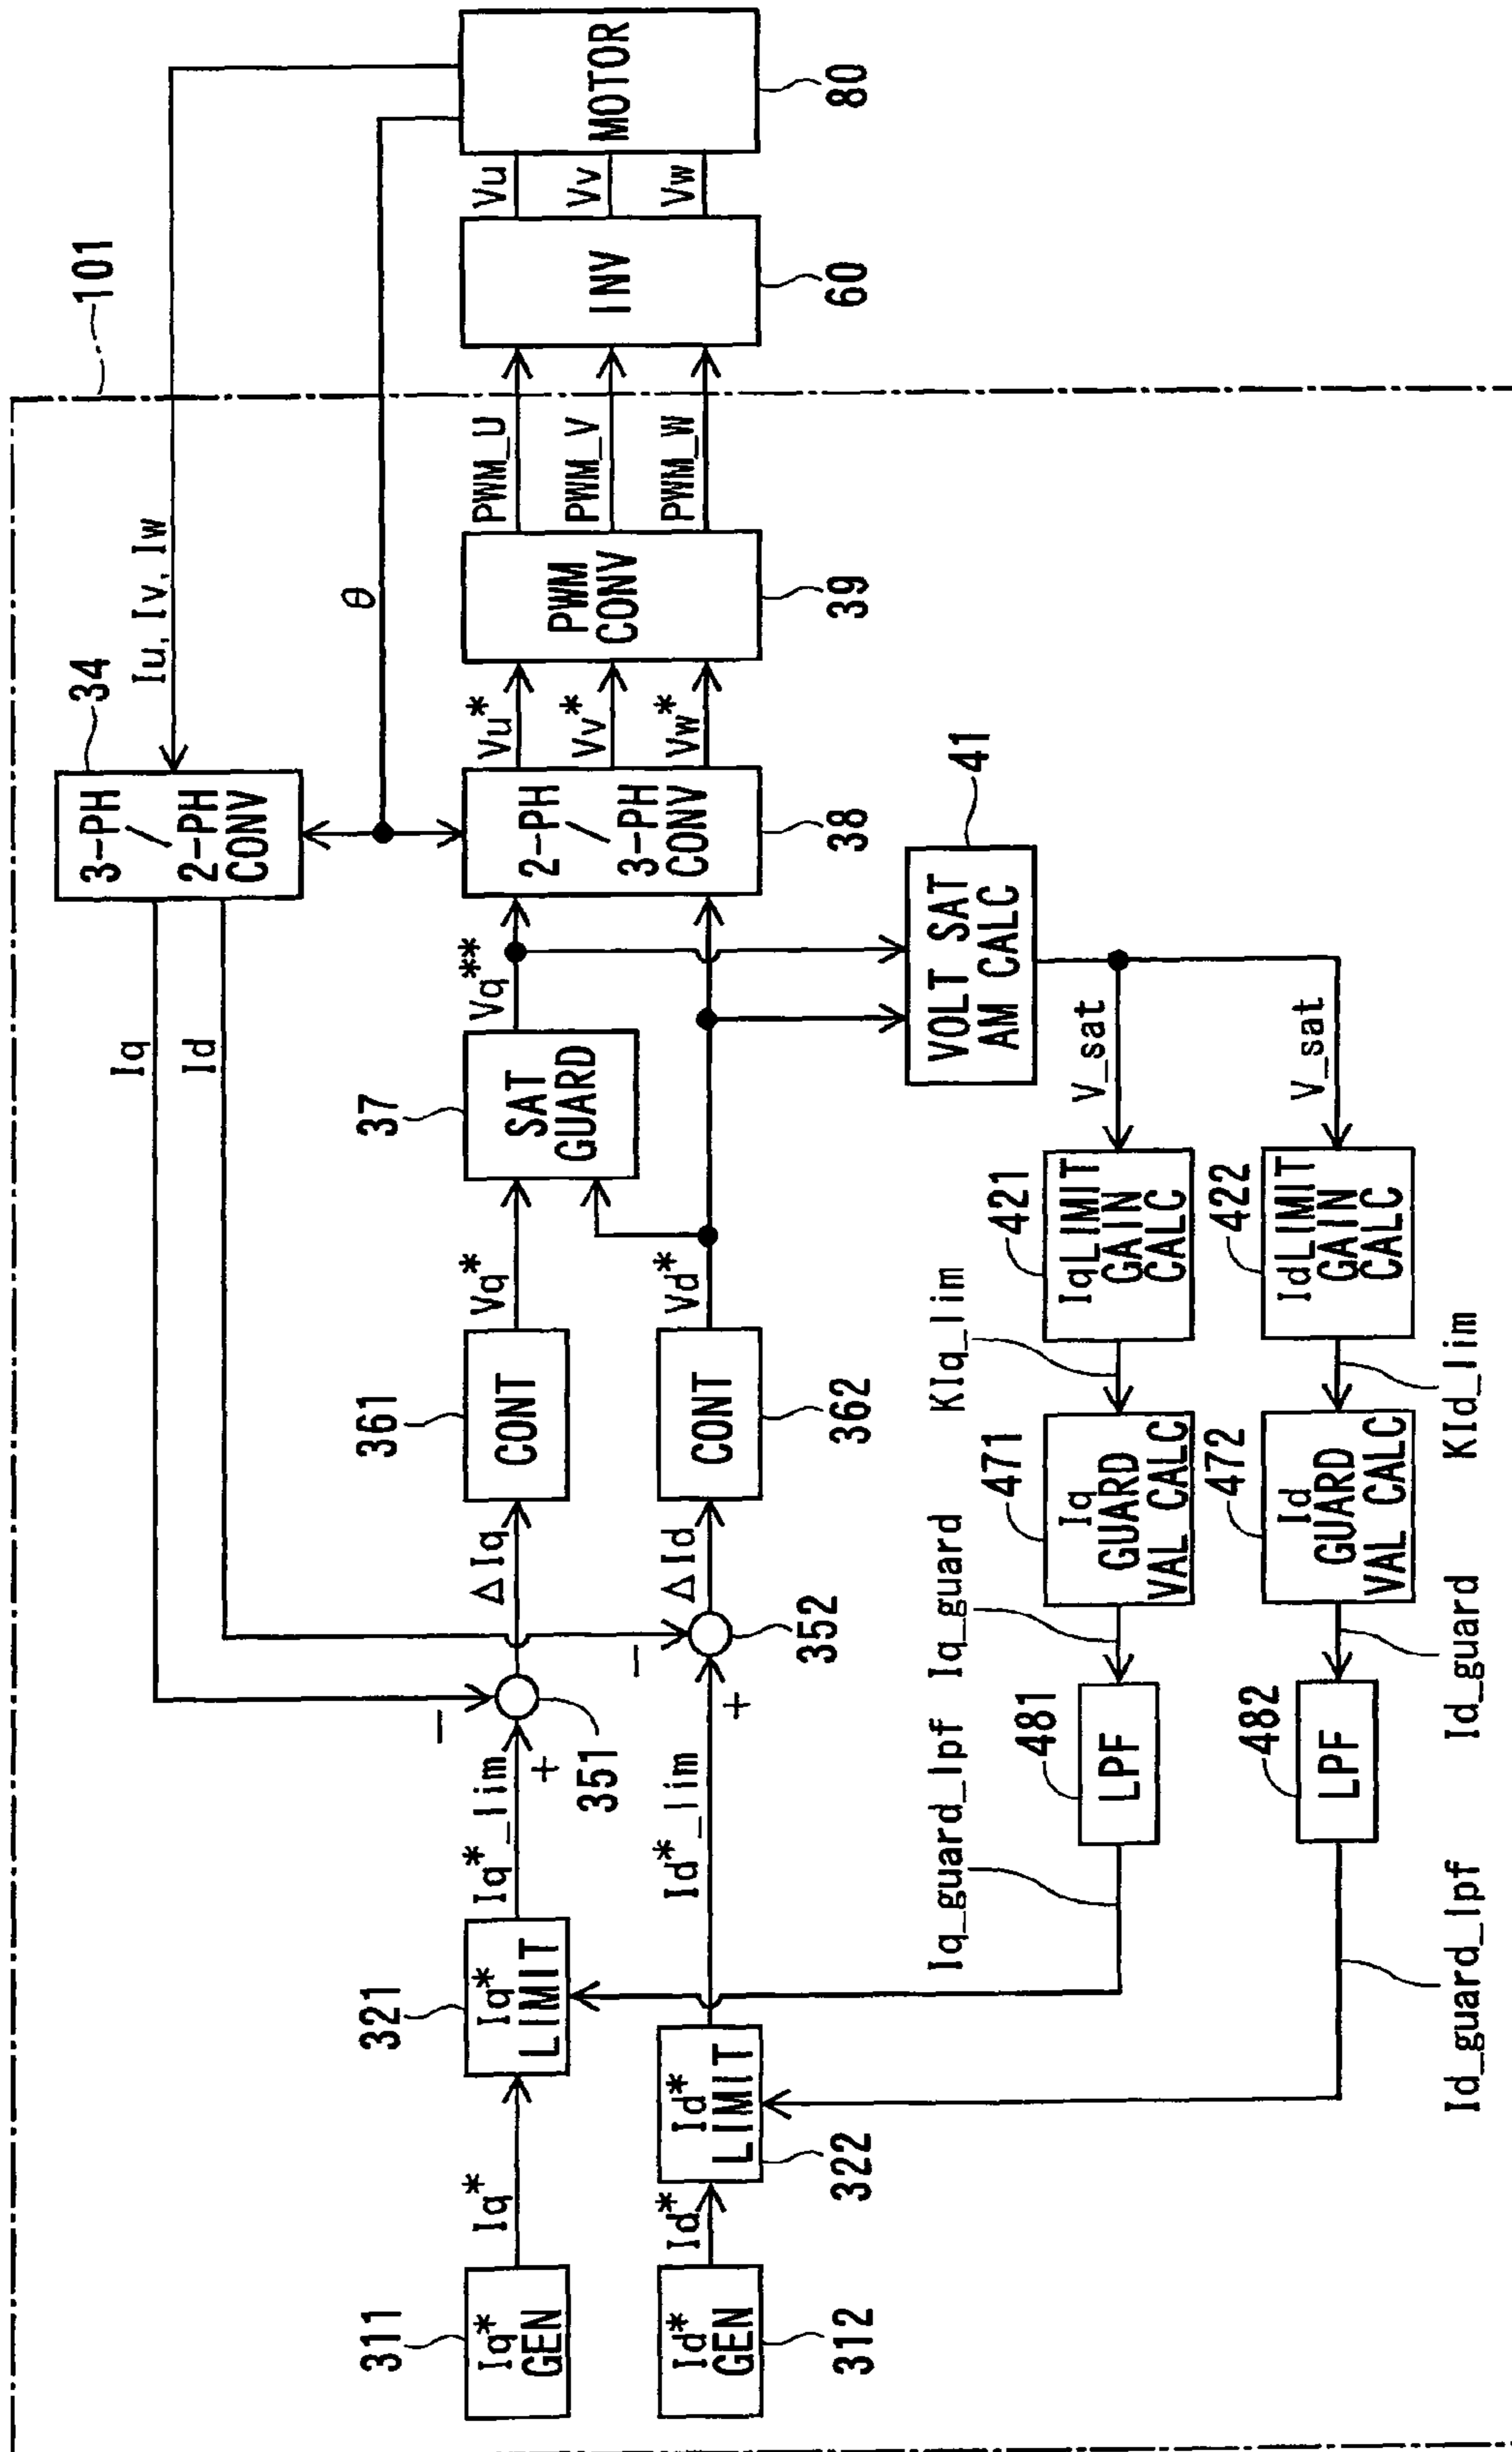 101
34
3-PH
/
2-PH
CONV
Iu, Iv, Iw
θ
Iq
Id
311
Iq*
GEN
Iq*
321
Iq*
LIMIT
Iq*_lim
+
−
351
ΔIq
361
CONT
Vq*
37
SAT
GUARD
Vq**
2-PH
/
3-PH
CONV
38
Vu*
Vv*
Vw*
PWM
CONV
39
PWM_U
PWM_V
PWM_W
INV
60
Vu
Vv
Vw
MOTOR
80
Id*
GEN
312
Id*
Id*
LIMIT
322
Id*_lim
+
−
352
ΔId
CONT
362
Vd*
41
VOLT SAT
AM CALC
V_sat
V_sat
421
IqLIMIT
GAIN
CALC
KIq_lim
471
Iq
GUARD
VAL CALC
Iq_guard
481
LPF
Iq_guard_lpf
422
IdLIMIT
GAIN
CALC
KId_lim
472
Id
GUARD
VAL CALC
Id_guard
482
LPF
Id_guard_lpf